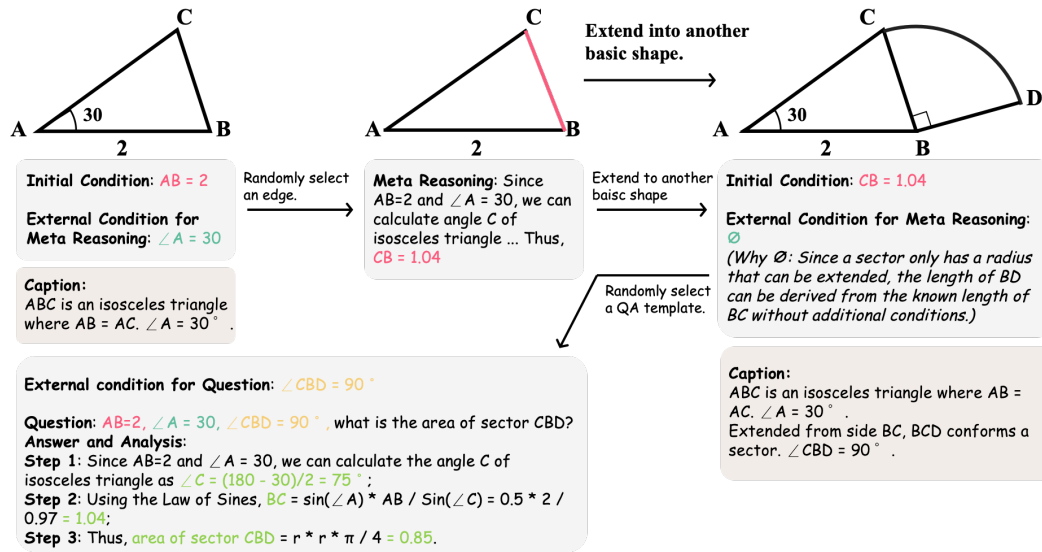 C
30
A
B
2
C
A
B
2
Extend into another
basic shape.
C
D
30
A
B
2
Initial Condition: AB = 2
External Condition for
Meta Reasoning: ∠A = 30
Caption:
ABC is an isosceles triangle
where AB = AC. ∠A = 30° .
Randomly select
an edge.
Meta Reasoning: Since
AB=2 and ∠A = 30, we can
calculate angle C of
isosceles triangle ... Thus,
CB = 1.04
Extend to another
baisc shape
Randomly select
a QA template.
Initial Condition: CB = 1.04
External Condition for Meta Reasoning:
Ø
(Why Ø: Since a sector only has a radius
that can be extended, the length of BD
can be derived from the known length of
BC without additional conditions.)
Caption:
ABC is an isosceles triangle where AB =
AC. ∠A = 30° .
Extended from side BC, BCD conforms a
sector. ∠CBD = 90° .
External condition for Question: ∠CBD = 90°
Question: AB=2, ∠A = 30, ∠CBD = 90° , what is the area of sector CBD?
Answer and Analysis:
Step 1: Since AB=2 and ∠A = 30, we can calculate the angle C of
isosceles triangle as ∠C = (180 - 30)/2 = 75° ;
Step 2: Using the Law of Sines, BC = sin(∠A) * AB / Sin(∠C) = 0.5 * 2 /
0.97 = 1.04;
Step 3: Thus, area of sector CBD = r * r * π / 4 = 0.85.